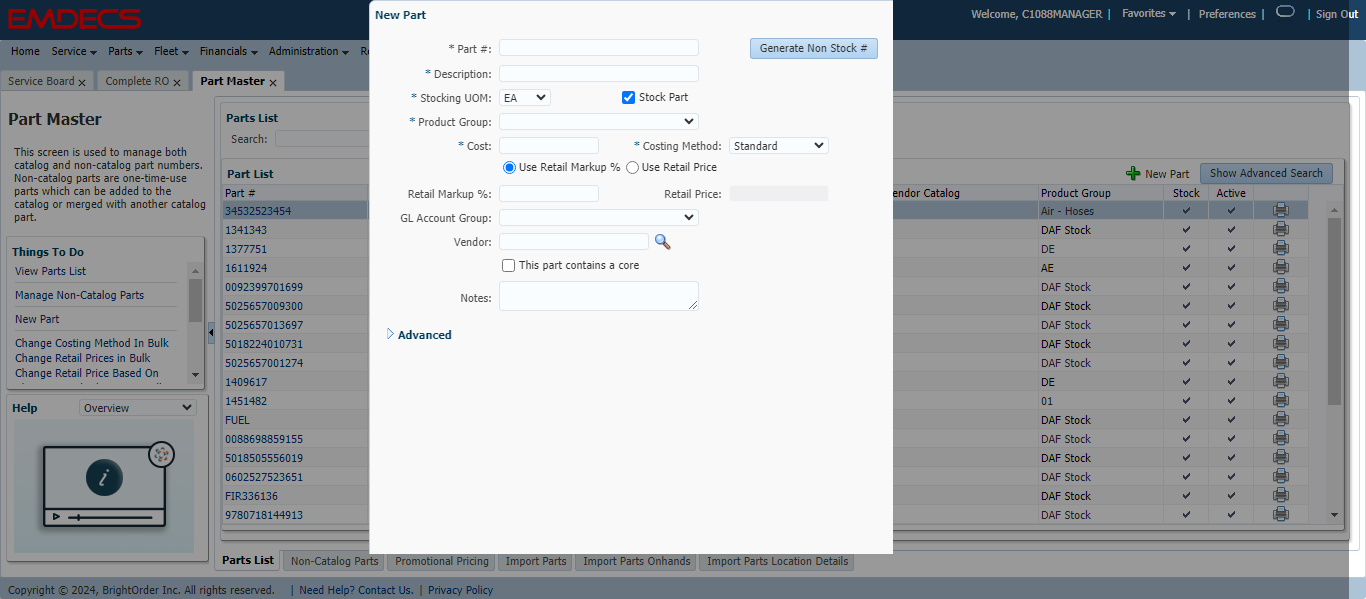 EMDECS
Welcome, C1088MANAGER | Favorites | Preferences | | Sign Out
Home Service Parts Fleet Financials Administration
Service Board x Complete RO x Part Master x
Part Master
This screen is used to manage both
catalog and non-catalog part numbers.
Non-catalog parts are one-time-use
parts which can be added to the
catalog or merged with another catalog
part.
Things To Do
View Parts List
Manage Non-Catalog Parts
New Part
Change Costing Method In Bulk
Change Retail Prices in Bulk
Change Retail Price Based On
Help Overview
Parts List
Search:
Part List
New Part Show Advanced Search
Part # Catalog Product Group Stock Active
34532523454 Air - Hoses
1341343 DAF Stock
1377751 DE
1611924 AE
0092399701699 DAF Stock
5025657009300 DAF Stock
5025657013697 DAF Stock
5018224010731 DAF Stock
5025657001274 DAF Stock
1409617 DE
1451482 01
FUEL DAF Stock
0088698859155 DAF Stock
5018505556019 DAF Stock
0602527523651 DAF Stock
FIR336136 DAF Stock
9780718144913 DAF Stock
New Part
* Part #: Generate Non Stock #
* Description:
* Stocking UOM: EA Stock Part
* Product Group:
* Cost: * Costing Method: Standard
Use Retail Markup % Use Retail Price
Retail Markup %: Retail Price:
GL Account Group:
Vendor:
This part contains a core
Notes:
Advanced
Parts List Non-Catalog Parts Promotional Pricing Import Parts Import Parts Onhands Import Parts Location Details
Copyright © 2024, BrightOrder Inc. All rights reserved. | Need Help? Contact Us. | Privacy Policy